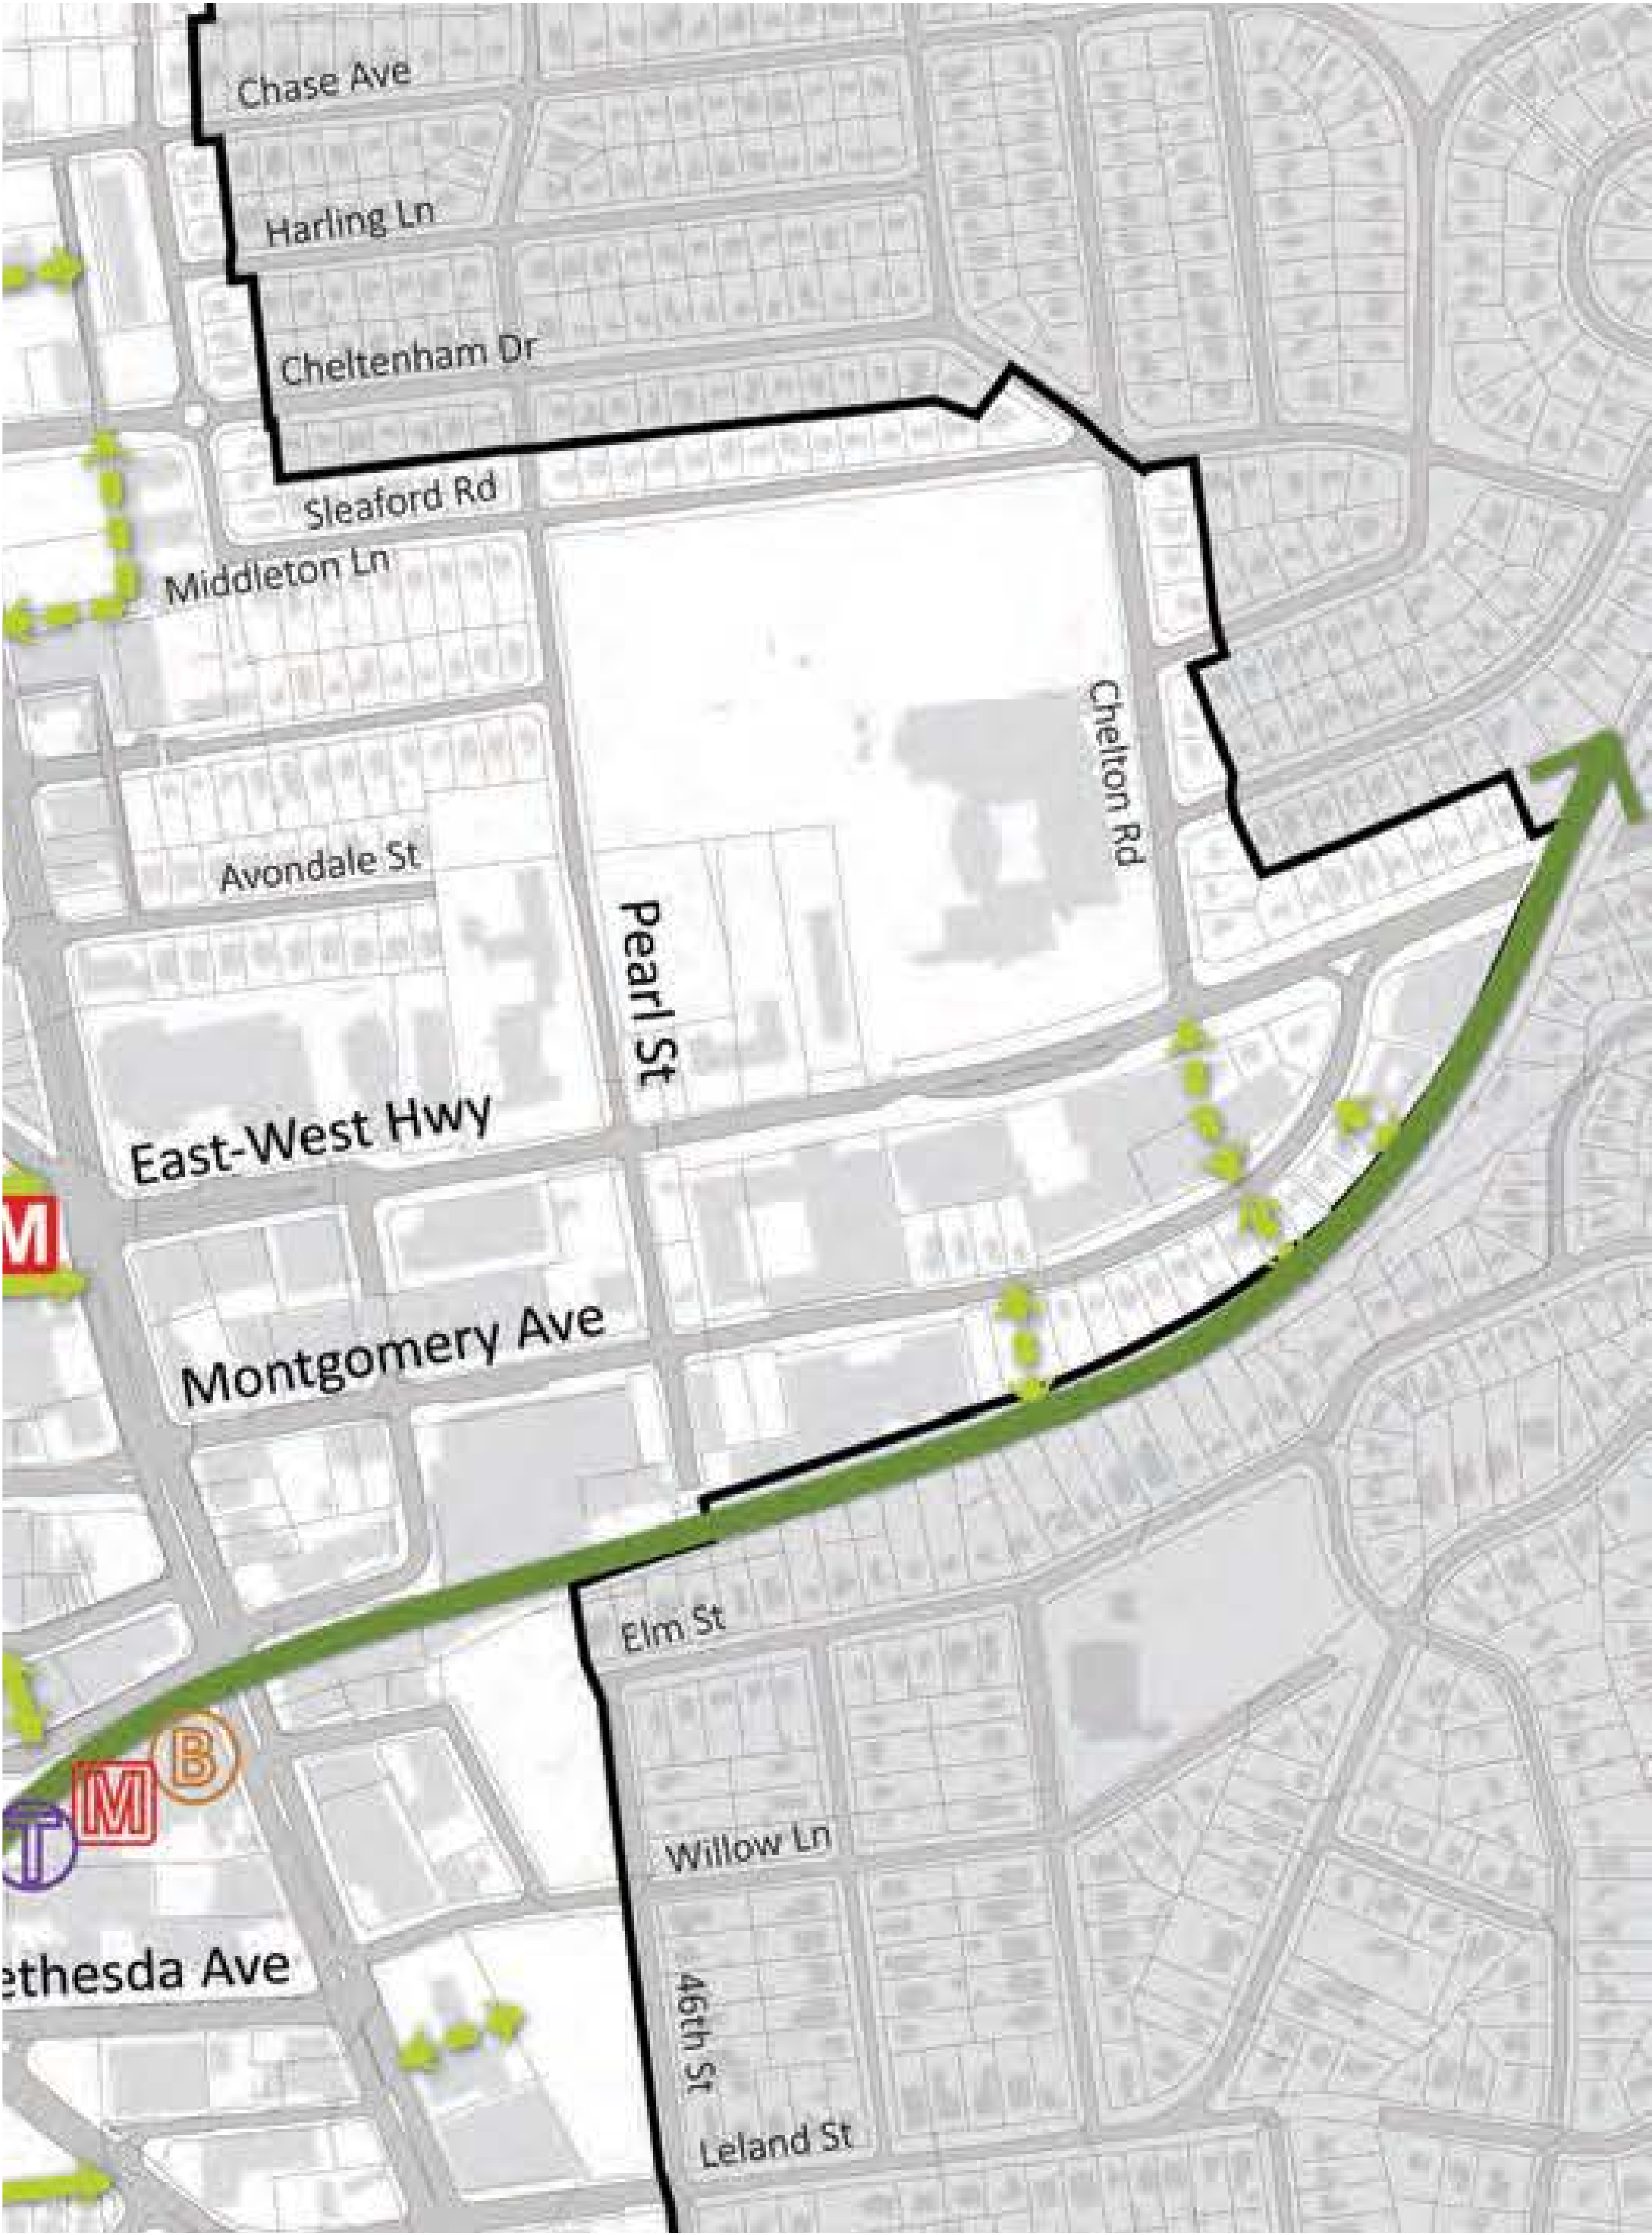 Chase Ave
Harling Ln
Cheltenham Dr
Sleaford Rd
Middleton Ln
Chelton Rd
Avondale St
Pearl St
East-West Hwy
M
Montgomery Ave
Elm St
B
M
T
Willow Ln
ethesda Ave
46th St
Leland St